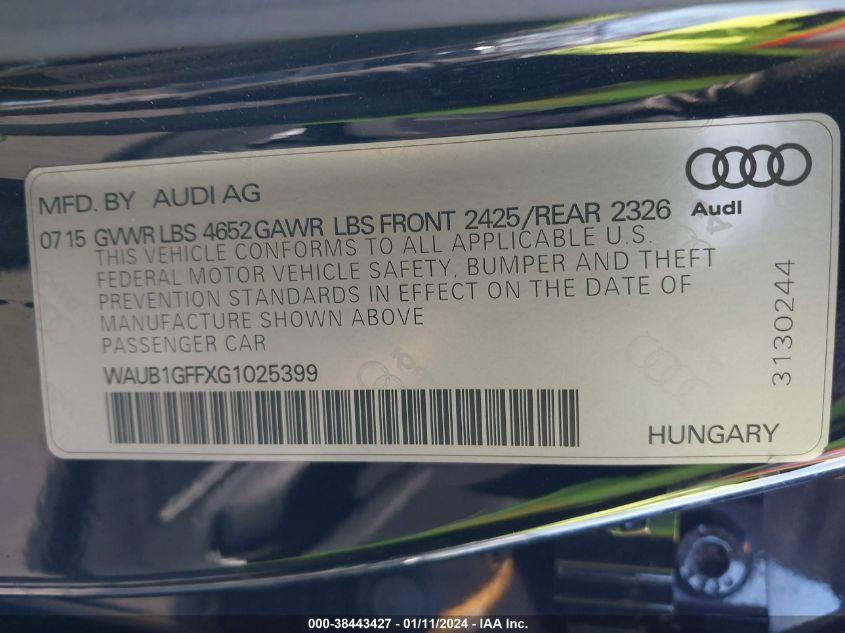 MFD. BY AUDI AG
07 15 GVWR LBS 4652 GAWR LBS FRONT 2425/REAR 2326
THIS VEHICLE CONFORMS TO ALL APPLICABLE U.S.
FEDERAL MOTOR VEHICLE SAFETY, BUMPER AND THEFT
PREVENTION STANDARDS IN EFFECT ON THE DATE OF
MANUFACTURE SHOWN ABOVE
PASSENGER CAR
WAUB1GFFXG1025399
Audi
3130244
HUNGARY
000-38443427 - 01/11/2024 - IAA Inc.